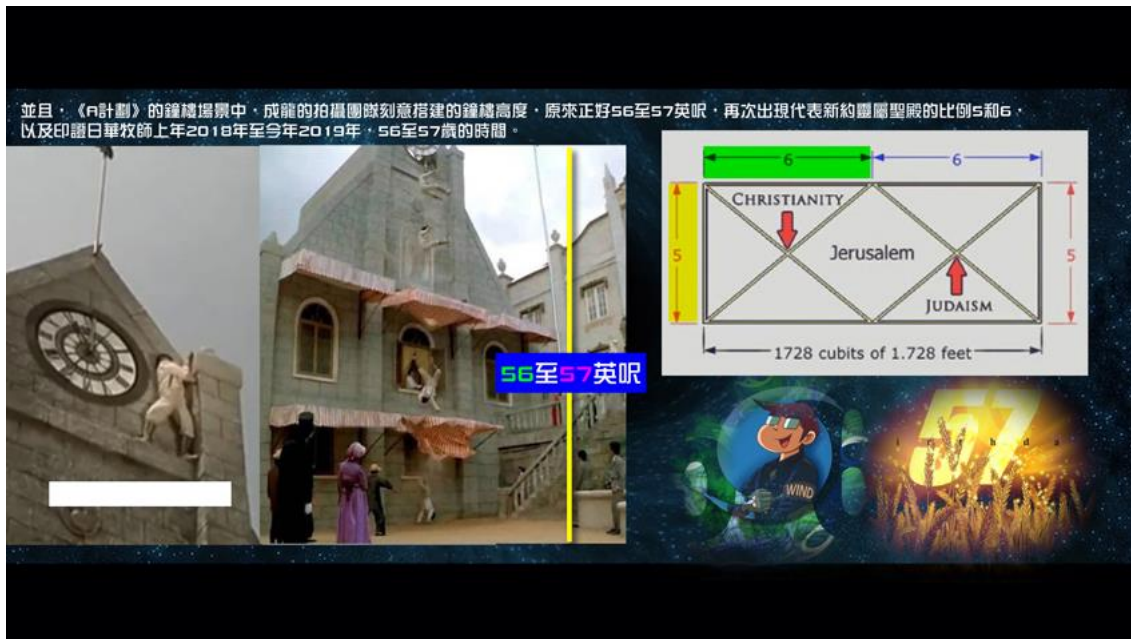 並且，《A計劃》的鐘樓場景中，成龍的拍攝團隊刻意搭建的鐘樓高度，原來正好56至57英呎，再次出現代表新約靈屬聖殿的比例5和6，
以及印證日華牧師上年2018年至今年2019年，56至57歲的時間。
56至57英呎
6
6
CHRISTIANITY
5
Jerusalem
5
JUDAISM
1728 cubits of 1.728 feet
57
WIND